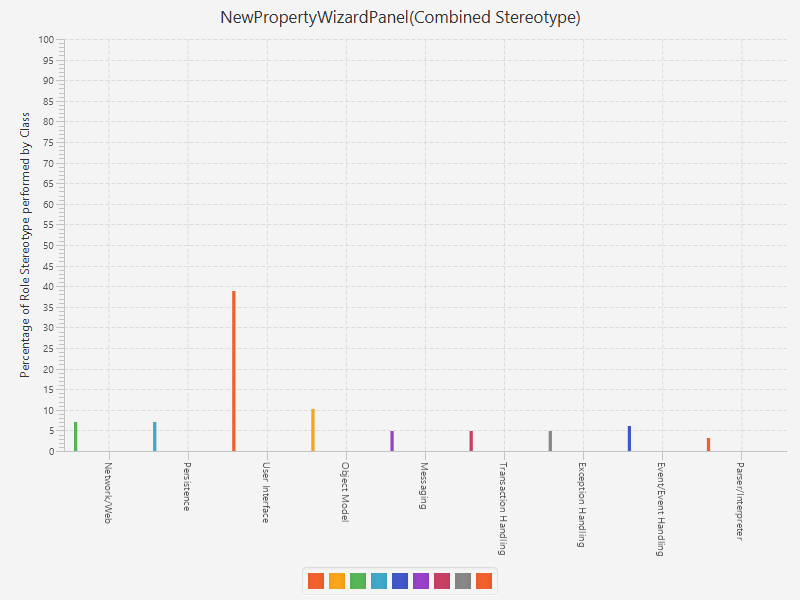 NewPropertyWizardPanel(Combined Stereotype)
Percentage of Role Stereotype performed by Class
100
95
90
85
80
75
70
65
60
55
50
45
40
35
30
25
20
15
10
5
0
Network/Web
Persistence
User Interface
Object Model
Messaging
Transaction Handling
Exception Handling
Event/Event Handling
Parser/Interpreter